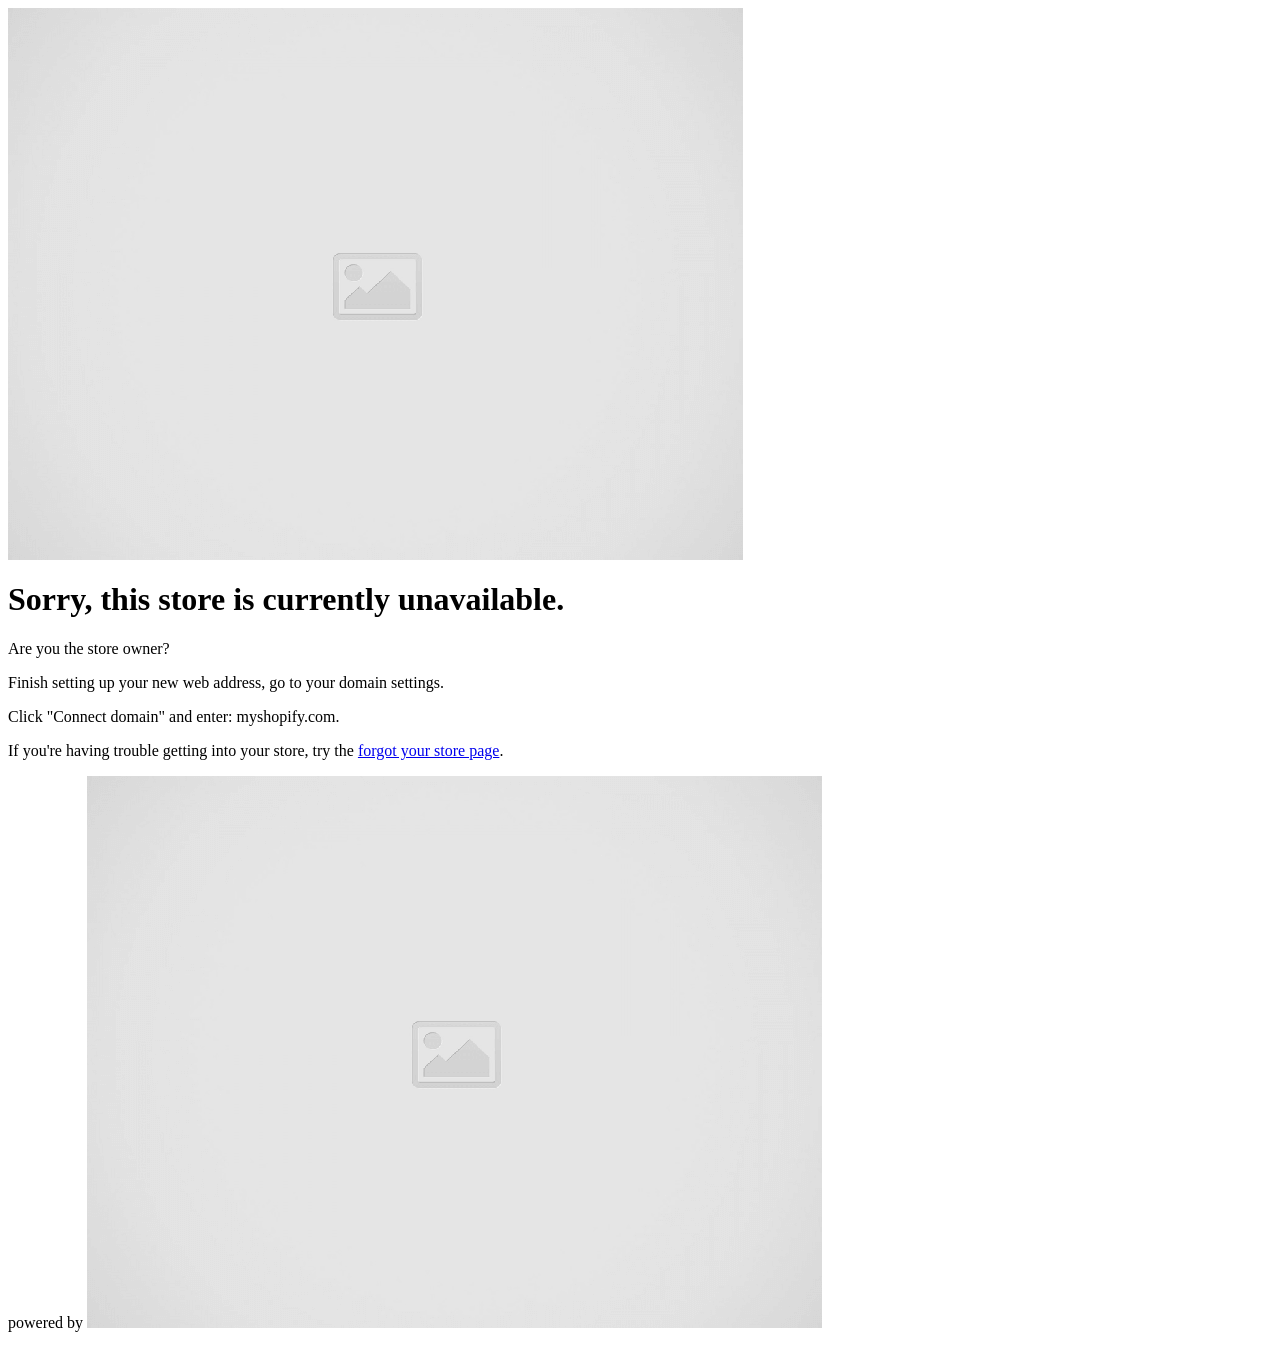 Sorry, this store is currently unavailable.
Are you the store owner?
Finish setting up your new web address, go to your domain settings.
Click "Connect domain" and enter: myshopify.com.
If you're having trouble getting into your store, try the forgot your store page.
powered by